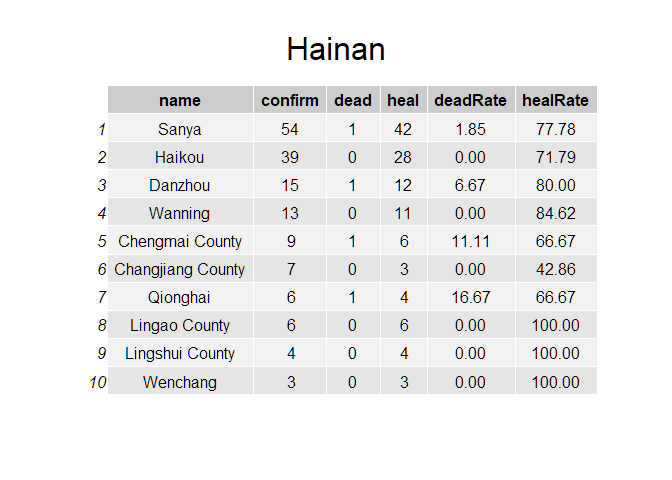 Hainan
name confirm dead heal deadRate healRate
1 Sanya 54 1 42 1.85 77.78
2 Haikou 39 0 28 0.00 71.79
3 Danzhou 15 1 12 6.67 80.00
4 Wanning 13 0 11 0.00 84.62
5 Chengmai County 9 1 6 11.11 66.67
6 Changjiang County 7 0 3 0.00 42.86
7 Qionghai 6 1 4 16.67 66.67
8 Lingao County 6 0 6 0.00 100.00
9 Lingshui County 4 0 4 0.00 100.00
10 Wenchang 3 0 3 0.00 100.00